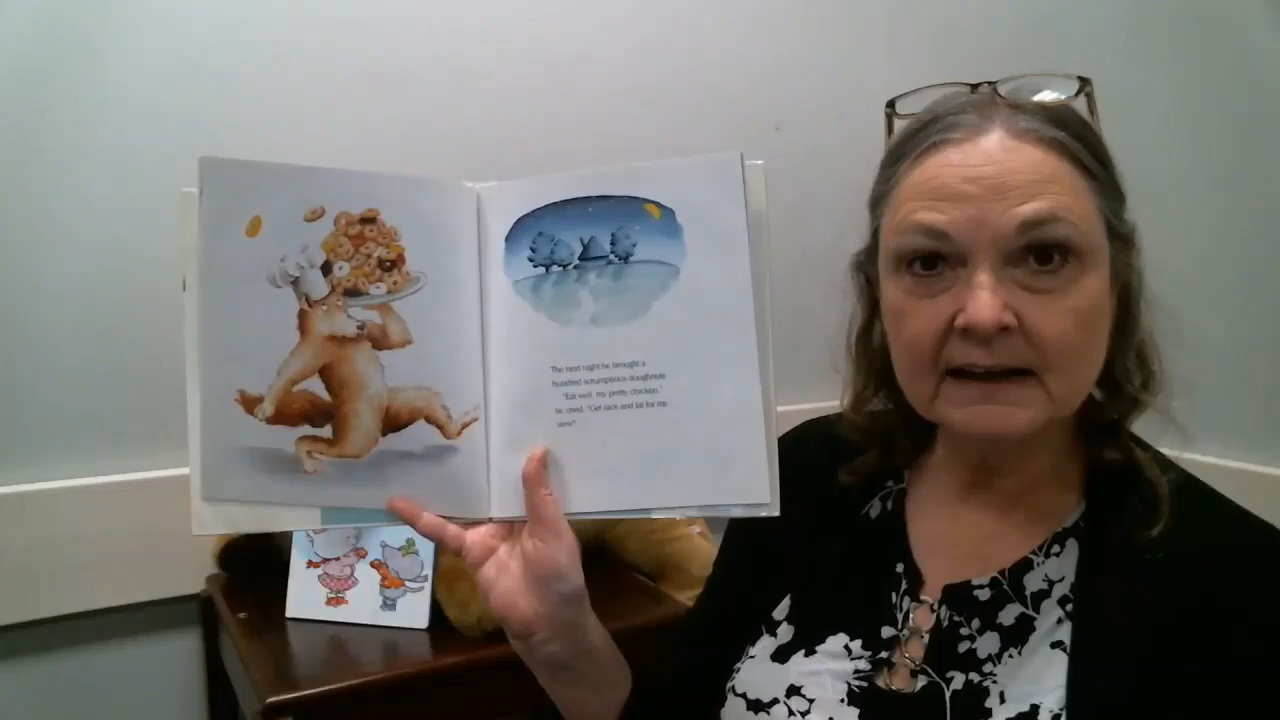 The next night he brought a
hundred scrumptious doughnuts.
"Eat well, my pretty chicken,"
he cried. "Get nice and fat for my
stew!"